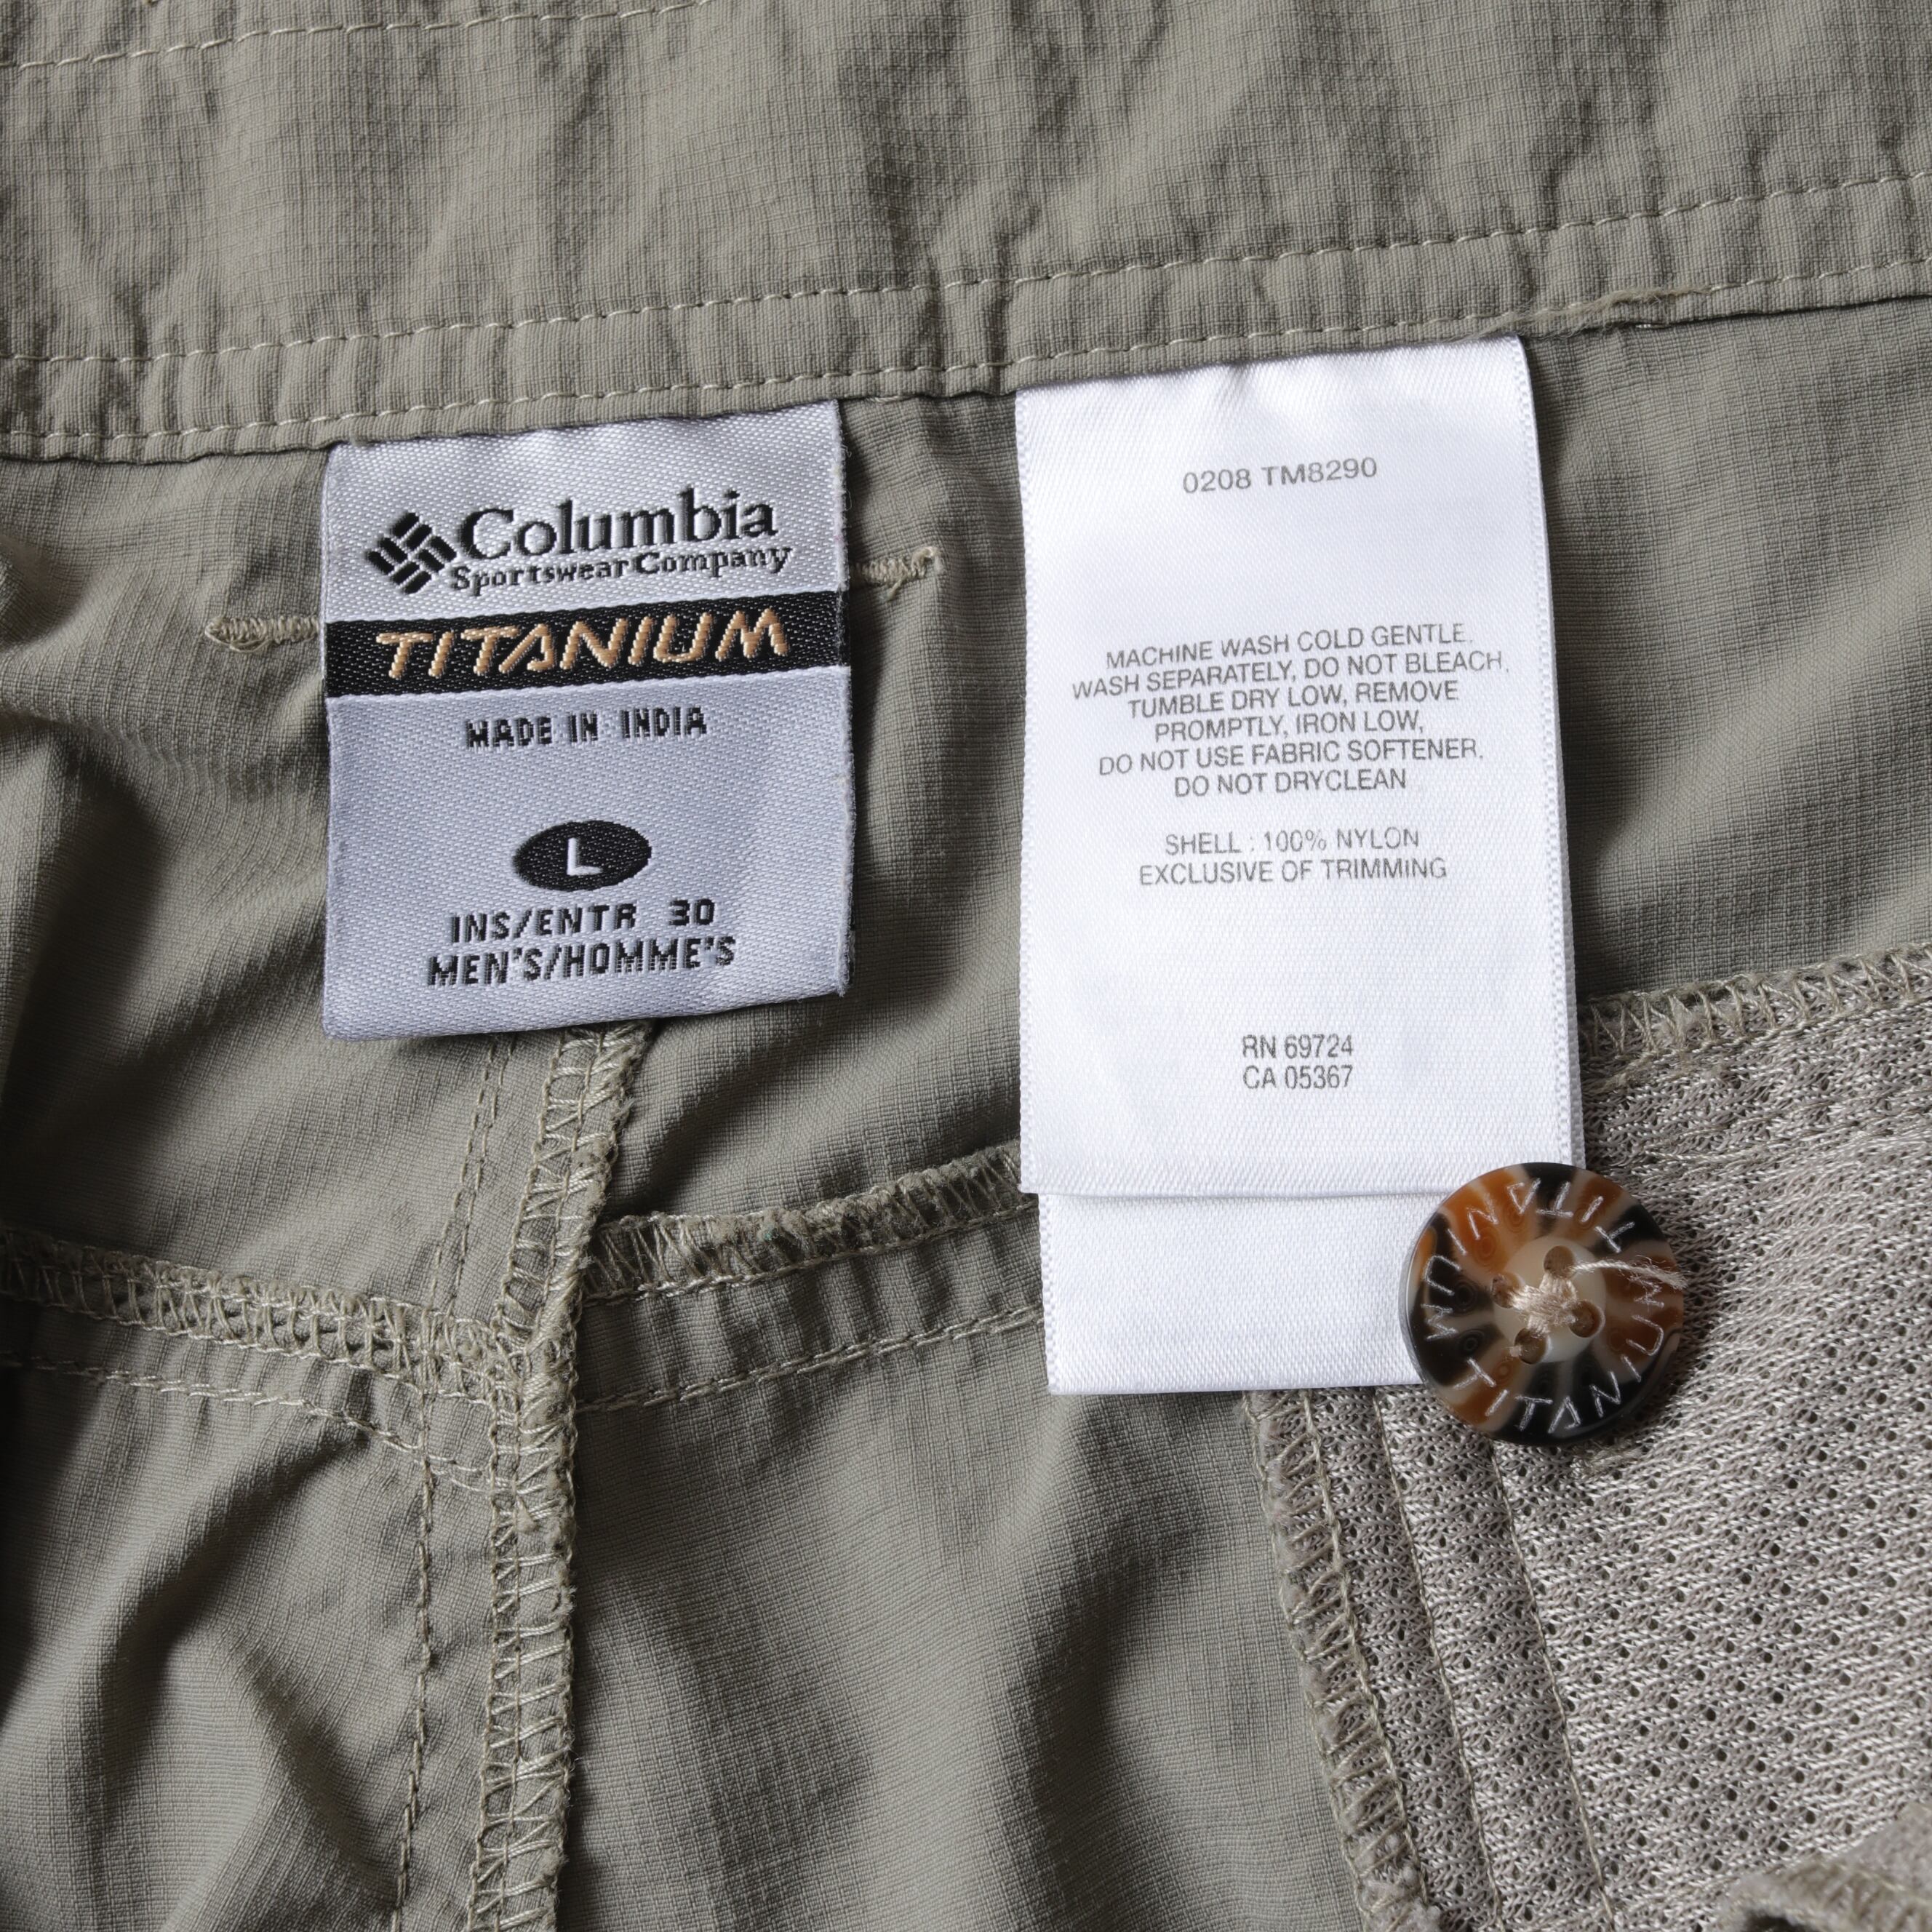 Columbia
Sportswear Company
TITANIUM
MADE IN INDIA
L
INS/ENTR 30
MEN'S/HOMME'S
0208 TM8290
MACHINE WASH COLD GENTLE,
WASH SEPARATELY, DO NOT BLEACH,
TUMBLE DRY LOW, REMOVE
PROMPTLY, IRON LOW,
DO NOT USE FABRIC SOFTENER,
DO NOT DRYCLEAN
SHELL : 100% NYLON
EXCLUSIVE OF TRIMMING
RN 69724
CA 05367
TITANIUM
TITANIUM